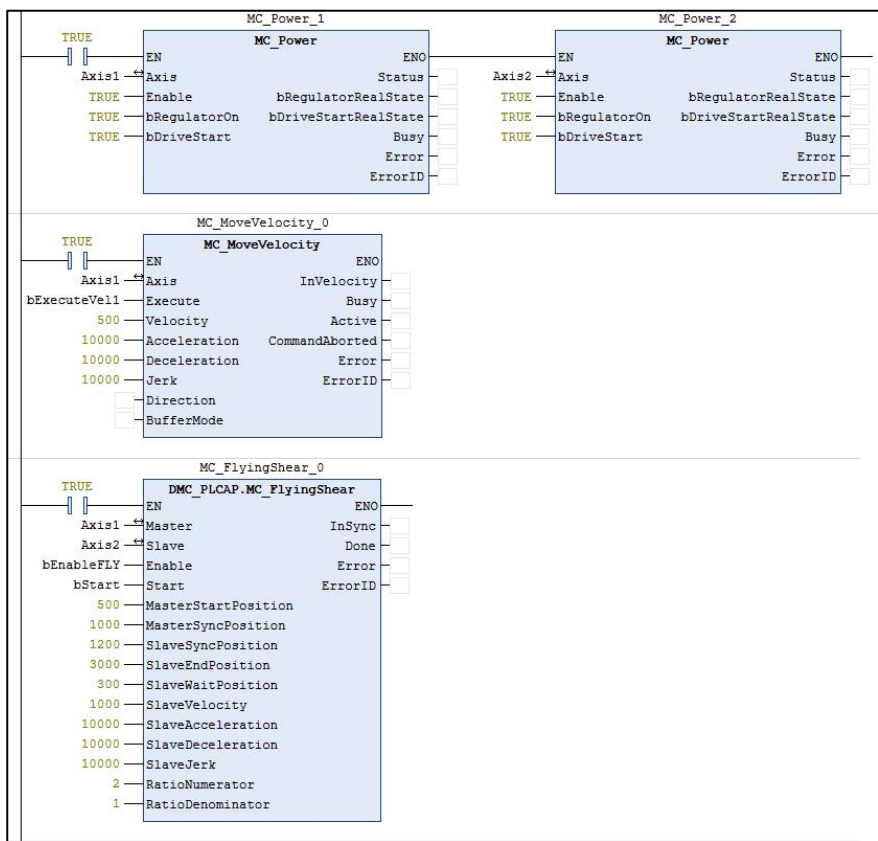 MC_Power_1 MC_Power_2
TRUE MC_Power MC_Power
EN ENO EN ENO
Axis1 Axis Status Axis2 Axis Status
TRUE Enable bRegulatorRealState TRUE Enable bRegulatorRealState
TRUE bRegulatorOn bDriveStartRealState TRUE bRegulatorOn bDriveStartRealState
TRUE bDriveStart Busy TRUE bDriveStart Busy
Error Error
ErrorID ErrorID
MC_MoveVelocity_0
TRUE MC_MoveVelocity
EN ENO
Axis1 Axis InVelocity
bExecuteVel1 Execute Busy
500 Velocity Active
10000 Acceleration CommandAborted
10000 Deceleration Error
10000 Jerk ErrorID
Direction
BufferMode
MC_FlyingShear_0
TRUE DMC_PLCAP.MC_FlyingShear
EN ENO
Axis1 Master InSync
Axis2 Slave Done
bEnableFLY Enable Error
bStart Start ErrorID
500 MasterStartPosition
1000 MasterSyncPosition
1200 SlaveSyncPosition
3000 SlaveEndPosition
300 SlaveWaitPosition
1000 SlaveVelocity
10000 SlaveAcceleration
10000 SlaveDeceleration
10000 SlaveJerk
2 RatioNumerator
1 RatioDenominator